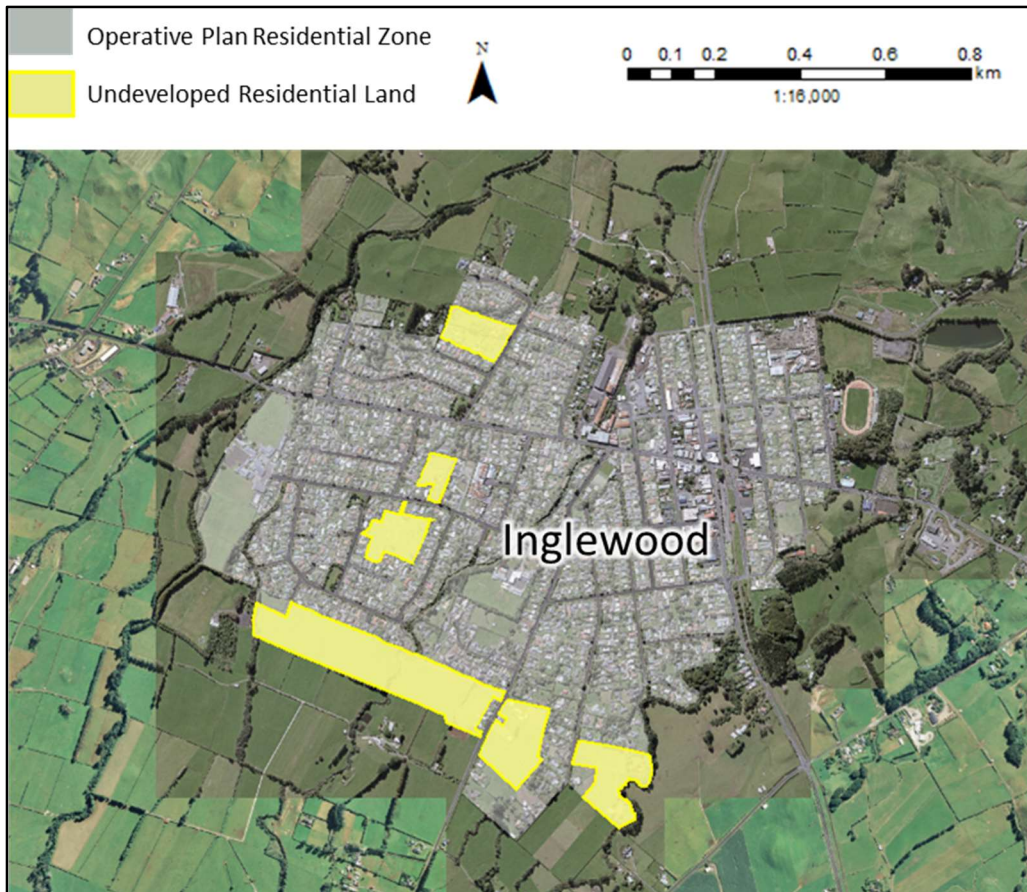 Operative Plan Residential Zone
Undeveloped Residential Land
N
0 0.1 0.2 0.4 0.6 0.8
km
1:16,000
Inglewood